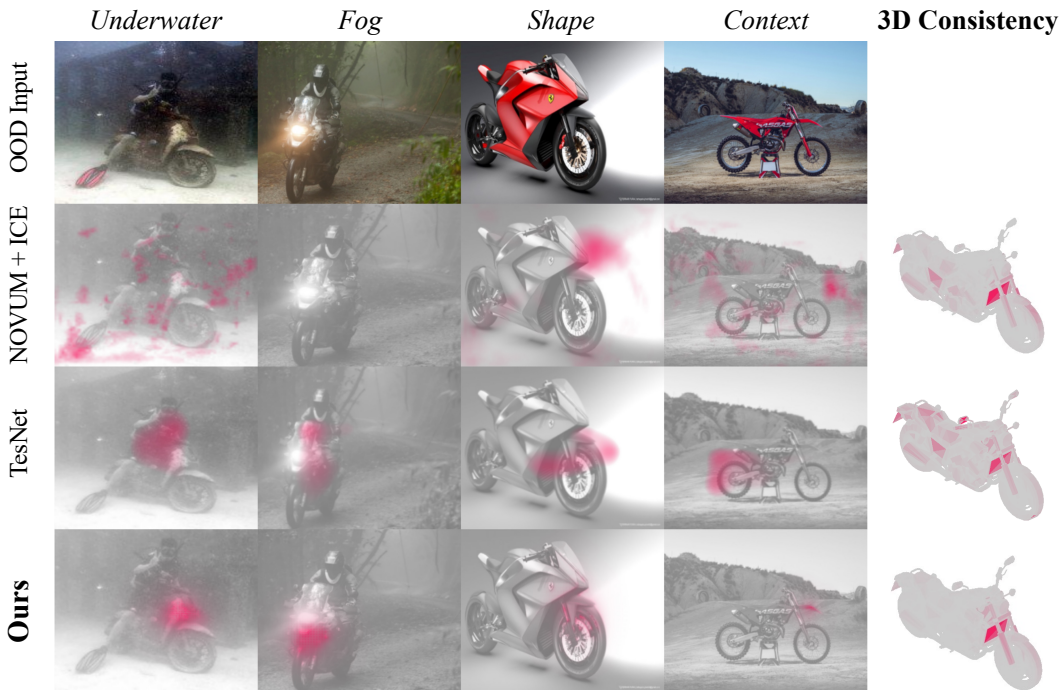 Underwater
Fog
Shape
Context
3D Consistency
OOD Input
NOVUM + ICE
TesNet
Ours